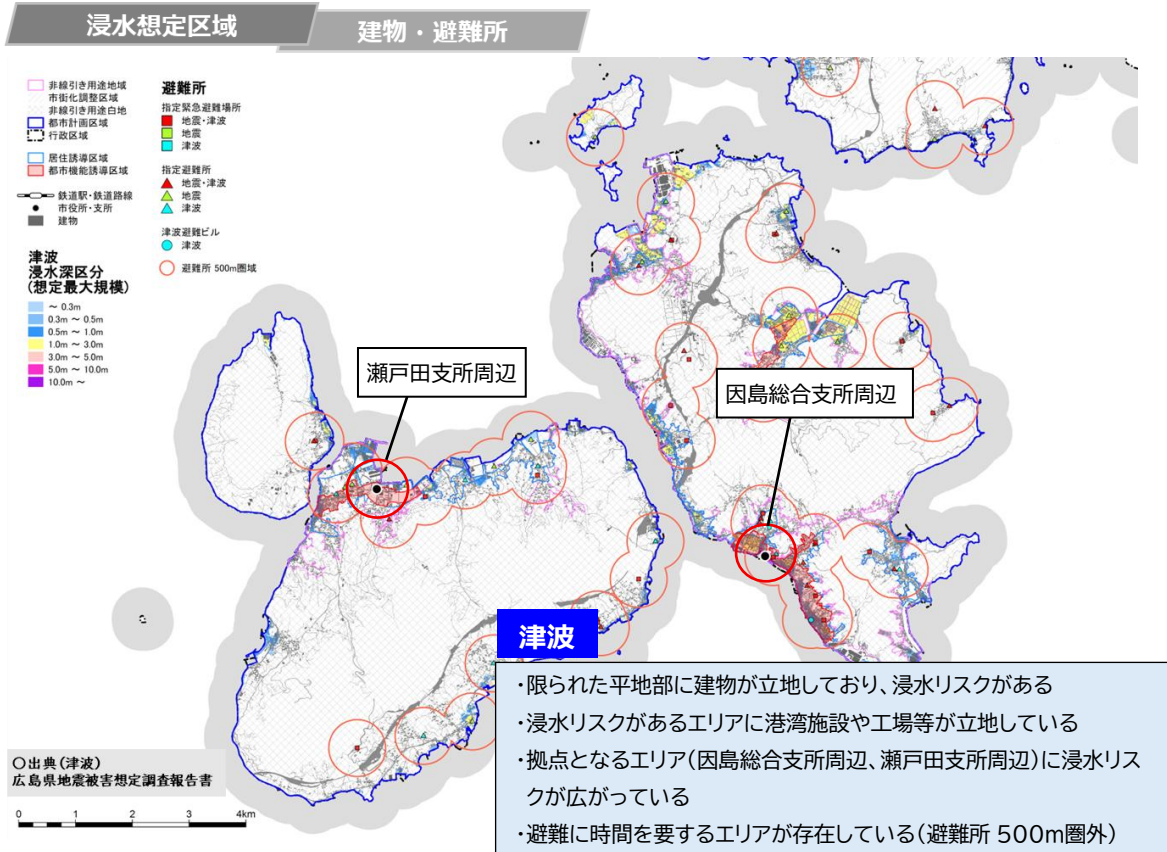 浸水想定区域
建物・避難所
非線引き用途地域
市街化調整区域
非線引き用途白地
都市計画区域
行政区域
居住誘導区域
都市機能誘導区域
鉄道駅・鉄道路線
市役所・支所
建物
津波
浸水深区分
(想定最大規模)
～ 0.3m
0.3m ～ 0.5m
0.5m ～ 1.0m
1.0m ～ 3.0m
3.0m ～ 5.0m
5.0m ～ 10.0m
10.0m ～
避難所
指定緊急避難場所
地震・津波
地震
津波
指定避難所
地震・津波
地震
津波
津波避難ビル
津波
避難所 500m圏域
瀬戸田支所周辺
因島総合支所周辺
津波
・限られた平地部に建物が立地しており、浸水リスクがある
・浸水リスクがあるエリアに港湾施設や工場等が立地している
・拠点となるエリア(因島総合支所周辺、瀬戸田支所周辺)に浸水リス
クが広がっている
・避難に時間を要するエリアが存在している(避難所 500m圏外)
〇出典(津波)
広島県地震被害想定調査報告書
0 1 2 3 4km